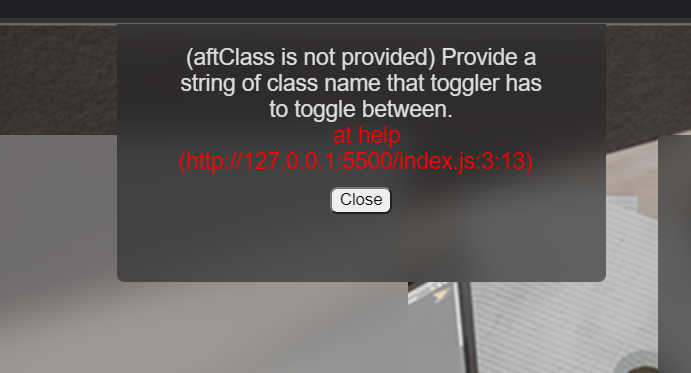 (aftClass is not provided) Provide a
string of class name that toggler has
to toggle between.
at help
(http://127.0.0.1:5500/index.js:3:13)
Close